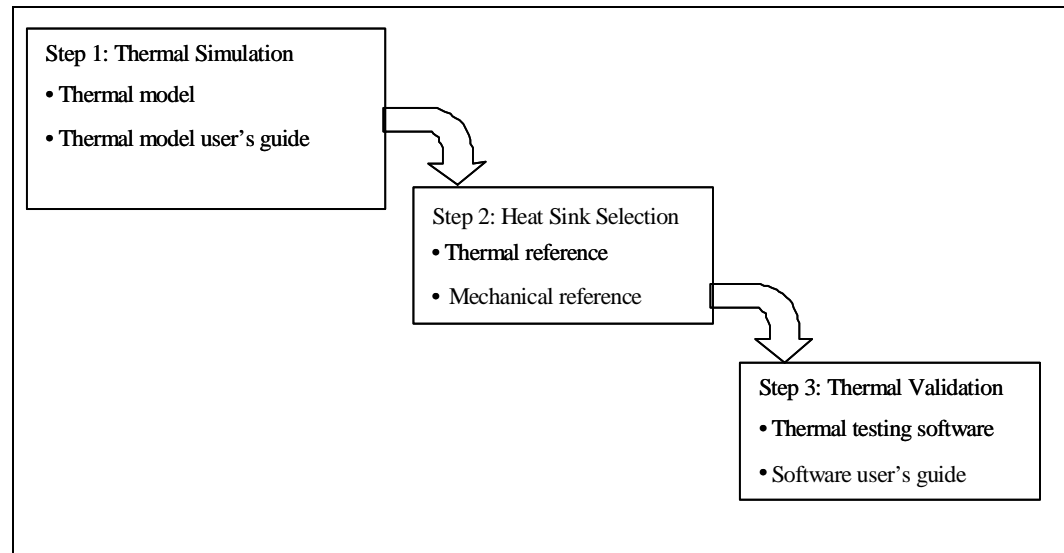 Step 1: Thermal Simulation
• Thermal model
• Thermal model user’s guide
Step 2: Heat Sink Selection
• Thermal reference
• Mechanical reference
Step 3: Thermal Validation
• Thermal testing software
• Software user’s guide